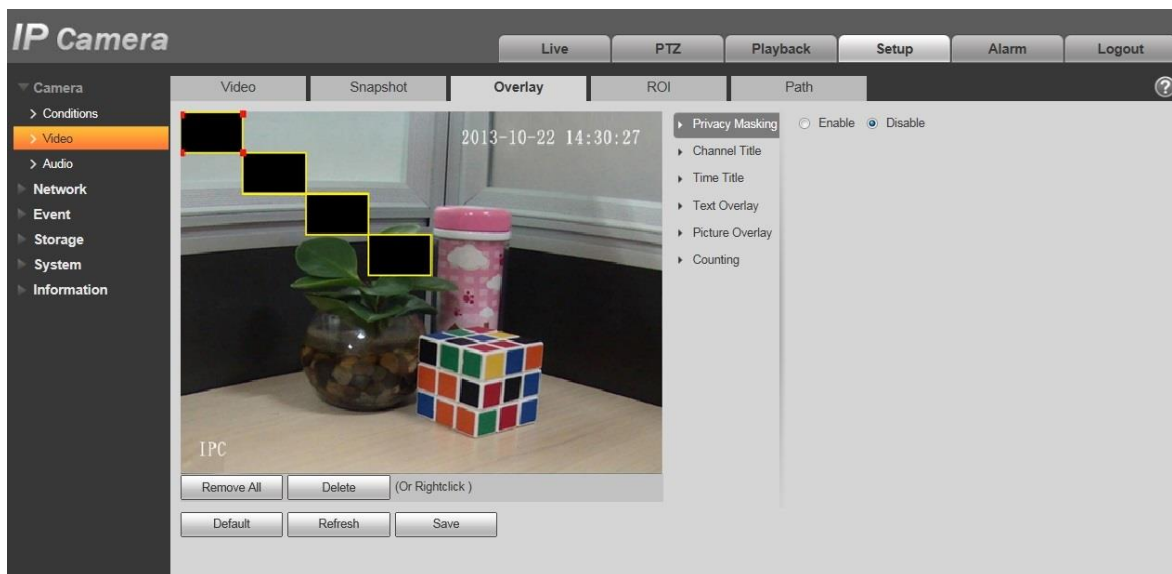 IP Camera
Live PTZ Playback Setup Alarm Logout
Camera
Conditions
Video
Audio
Network
Event
Storage
System
Information
Video Snapshot Overlay ROI Path
?
2013-10-22 14:30:27
IPC
Privacy Masking
Channel Title
Time Title
Text Overlay
Picture Overlay
Counting
Enable Disable
Remove All Delete (Or Rightclick )
Default Refresh Save